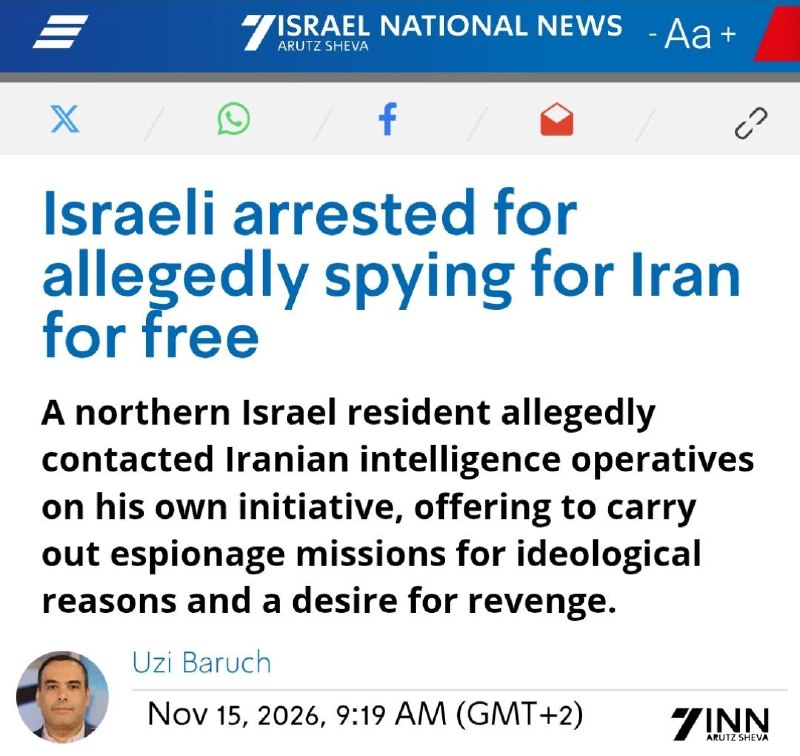 ISRAEL NATIONAL NEWS
ARUTZ SHEVA
- Aa +
Israeli arrested for
allegedly spying for Iran
for free
A northern Israel resident allegedly
contacted Iranian intelligence operatives
on his own initiative, offering to carry
out espionage missions for ideological
reasons and a desire for revenge.
Uzi Baruch
Nov 15, 2026, 9:19 AM (GMT+2)
7INN
ARUTZ SHEVA